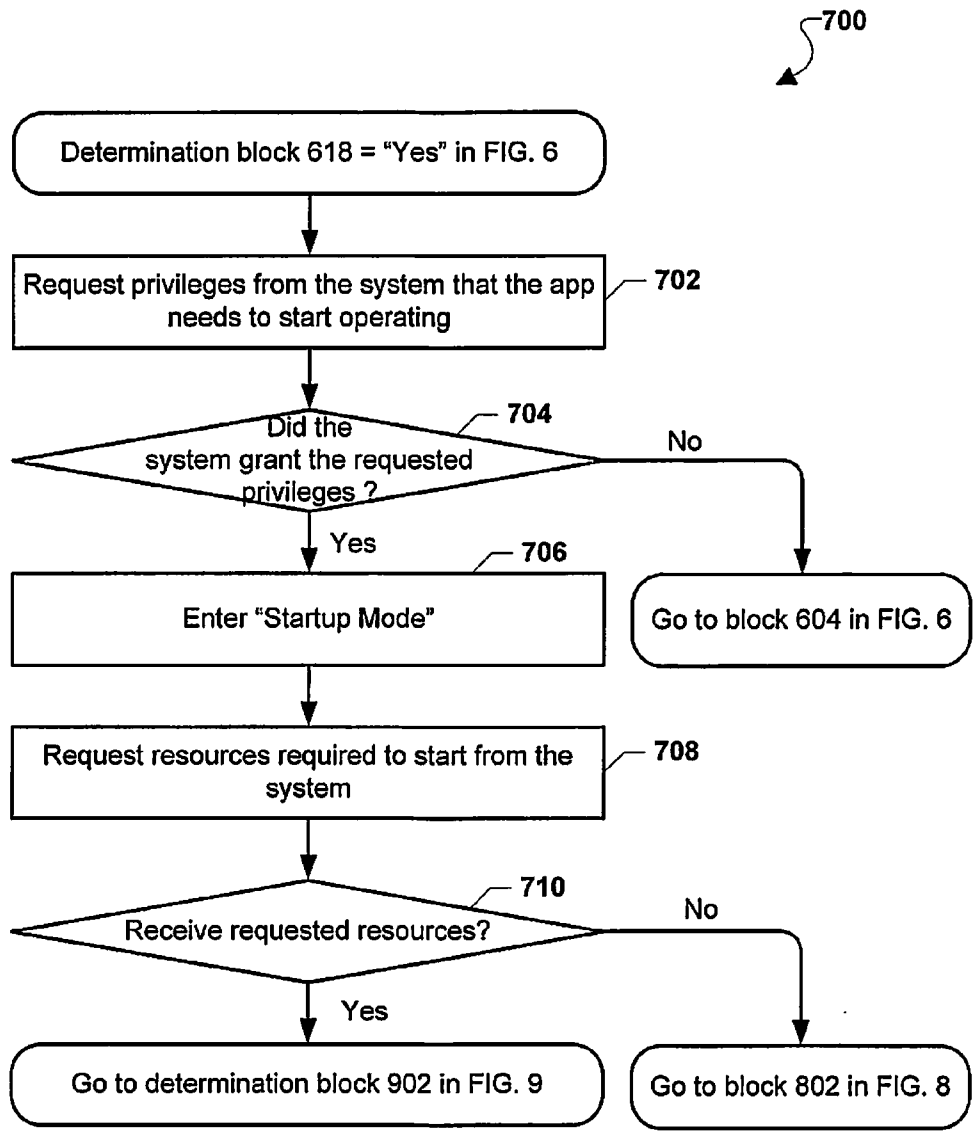 700
Determination block 618 = “Yes” in FIG. 6
Request privileges from the system that the app
needs to start operating
702
704
Did the
system grant the requested
privileges ?
No
Yes
706
Enter “Startup Mode”
Go to block 604 in FIG. 6
Request resources required to start from the
system
708
710
Receive requested resources?
No
Yes
Go to determination block 902 in FIG. 9
Go to block 802 in FIG. 8